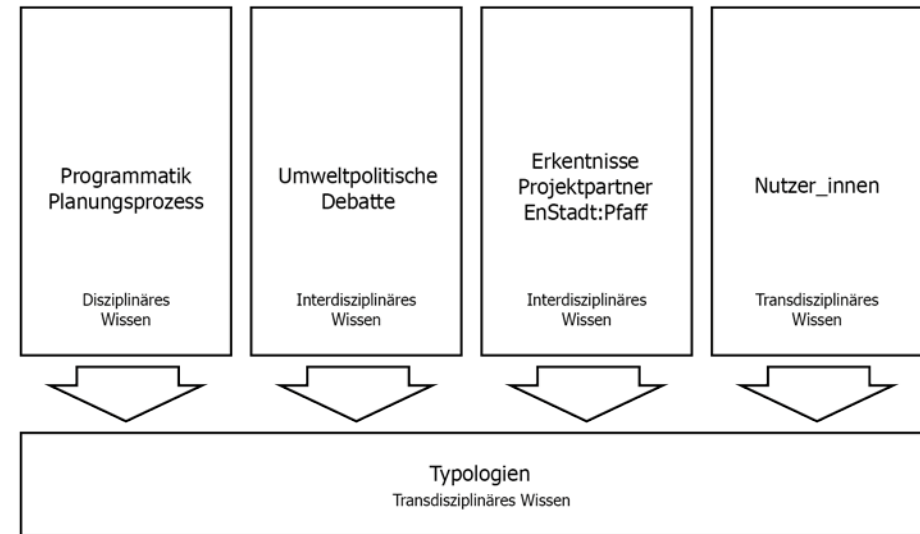 Programmatik
Planungsprozess
Disziplinäres
Wissen
Umweltpolitische
Debatte
Interdisziplinäres
Wissen
Erkentnisse
Projektpartner
EnStadt:Pfaff
Interdisziplinäres
Wissen
Nutzer_innen
Transdisziplinäres
Wissen
Typologien
Transdisziplinäres Wissen